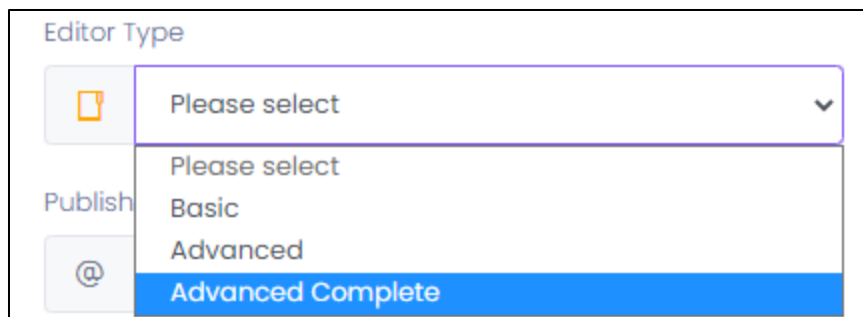 Editor Type
Please select
Please select
Publish
Basic
Advanced
@
Advanced Complete